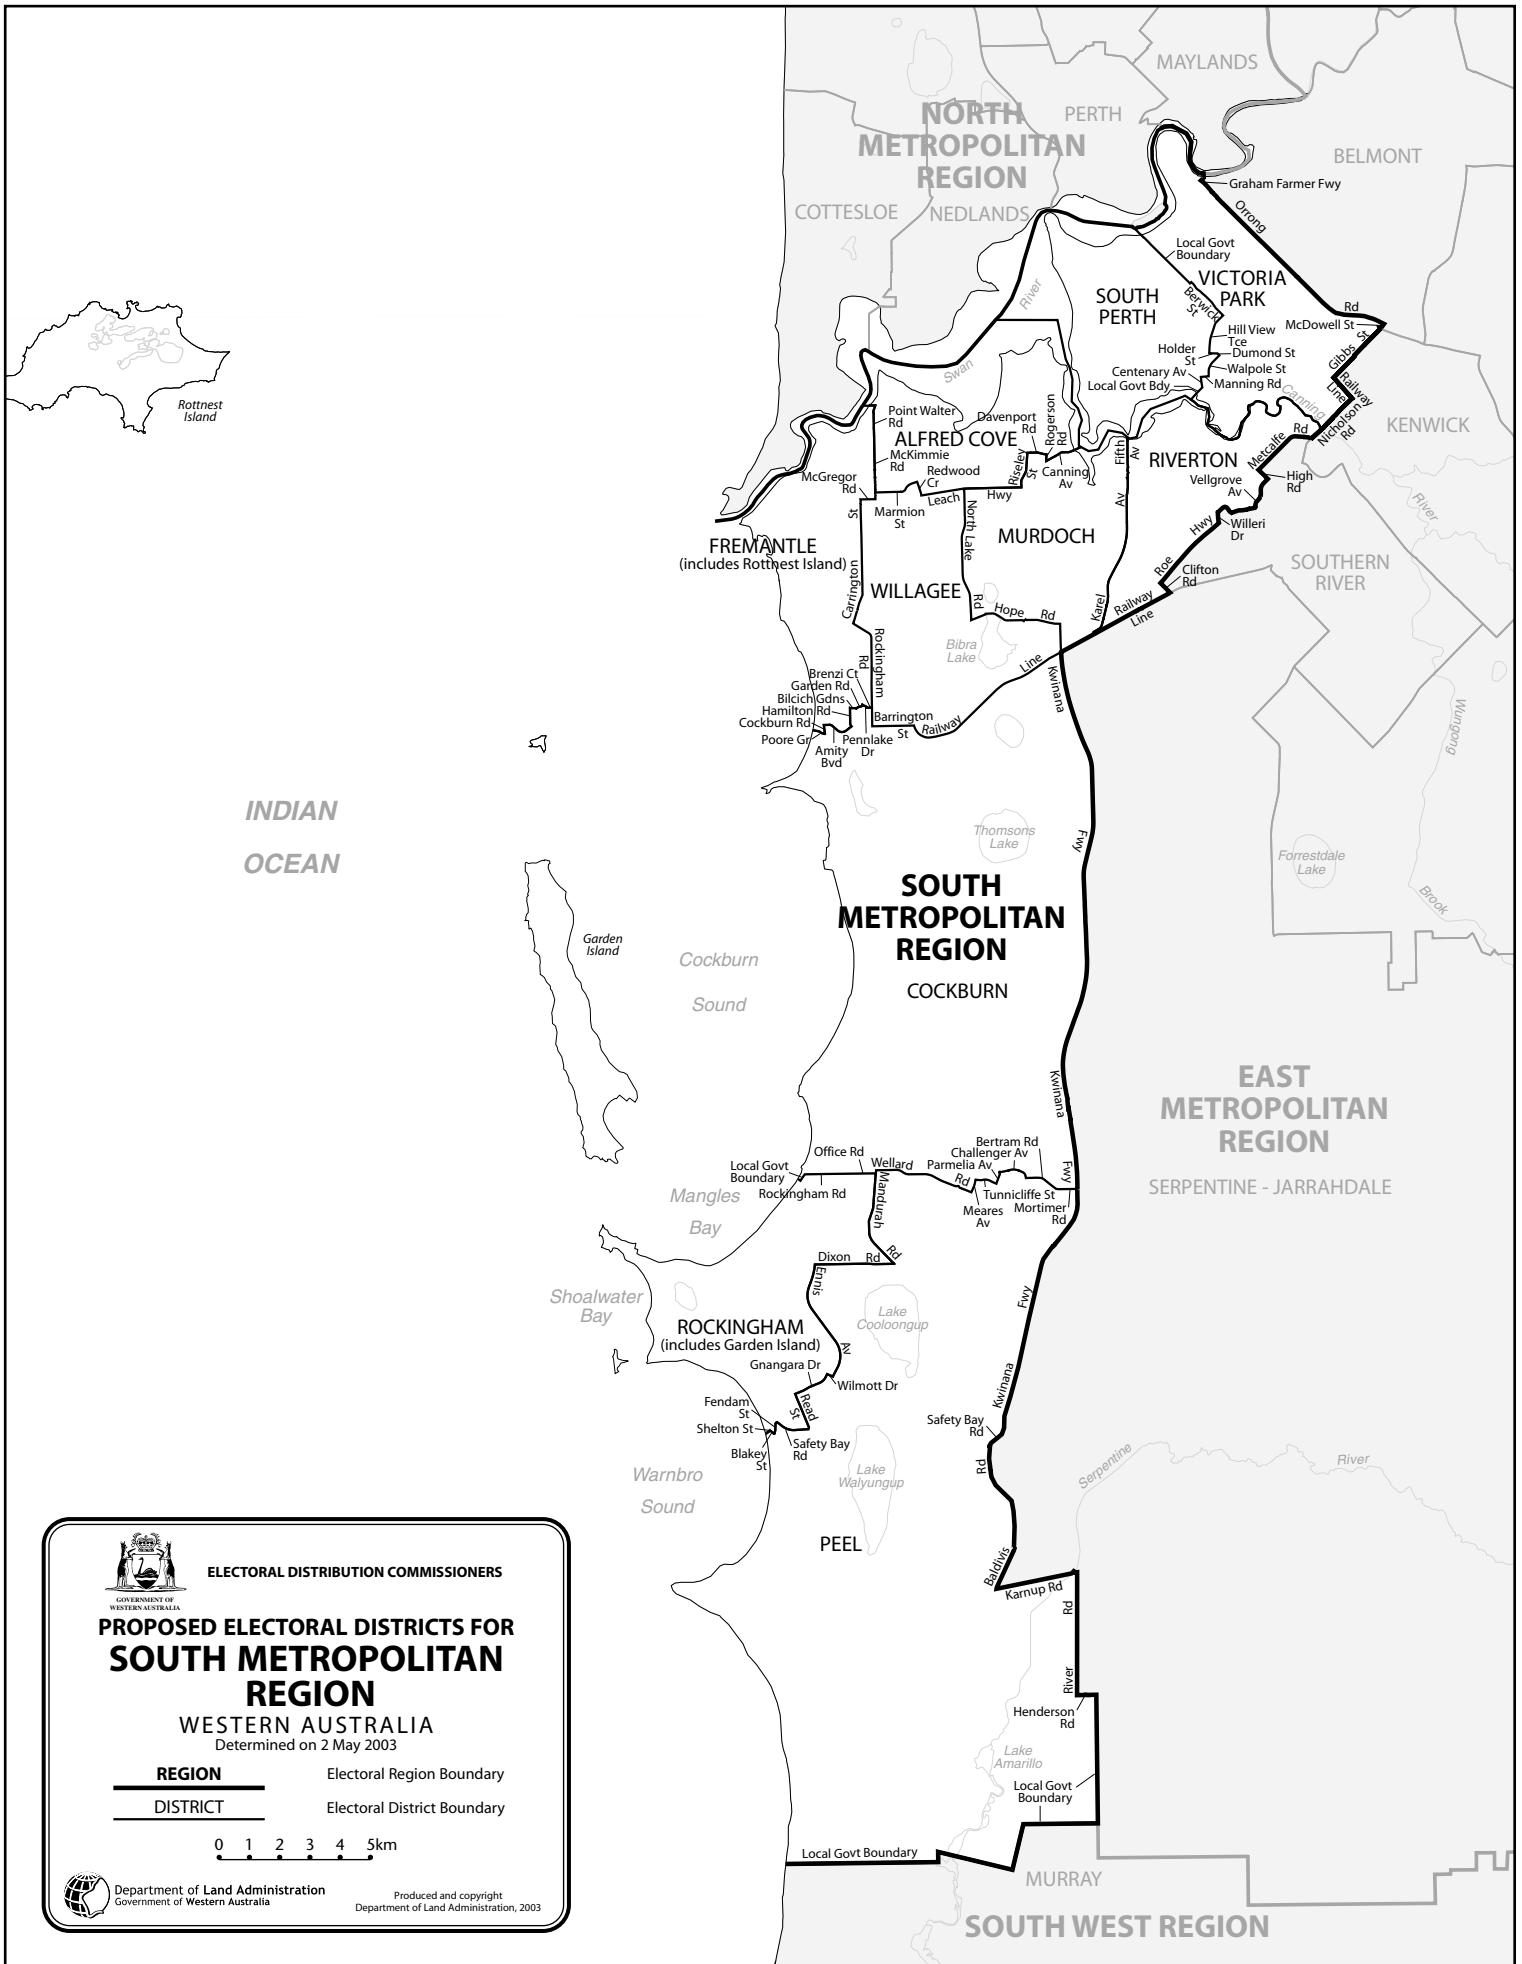 MAYLANDS
NORTH
METROPOLITAN
REGION
PERTH
BELMONT
COTTESLOE
NEDLANDS
Graham Farmer Fwy
Orrong
Rd
Local Govt
Boundary
VICTORIA
PARK
SOUTH
PERTH
River
Berwick
St
McDowell St
Gibbs St
Hill View
Tce
Holder
St
Dumond St
Walpole St
Centenary Av
Manning Rd
Local Govt Bdy
Railway
Line
Canning
Nicholson
Rd
KENWICK
Swan
Rottnest
Island
Point Walter
Rd
Davenport
Rd
Rogerson
Rd
ALFRED COVE
McKimmie
Rd
Fifth
Av
RIVERTON
Metcalfe
Rd
McGregor
Rd
Redwood
Cr
Riseley
St
Canning
Av
Vellgrove
Av
High
Rd
St
Marmion
St
Leach
Hwy
Av
River
North Lake
Rd
MURDOCH
Hwy
Willeri
Dr
FREMANTLE
(includes Rottnest Island)
Carrington
WILLAGEE
Roe
Clifton
Rd
SOUTHERN
RIVER
Hope
Rd
Karel
Railway
Line
Rockingham
Rd
Bibra
Lake
Line
Kwinana
Brenzi Ct
Garden Rd
Bilcich Gdns
Hamilton Rd
Cockburn Rd
Poore Gr
Amity
Bvd
Pennlake
Dr
Barrington
St
Railway
Wungong
INDIAN
OCEAN
Thomsons
Lake
Fwy
Forrestdale
Lake
Brook
SOUTH
METROPOLITAN
REGION
COCKBURN
Garden
Island
Cockburn
Sound
EAST
METROPOLITAN
REGION
SERPENTINE - JARRAHDALE
Kwinana
Fwy
Office Rd
Wellard
Rd
Bertram Rd
Challenger Av
Parmelia Av
Local Govt
Boundary
Rockingham Rd
Mandurah
Rd
Tunnicliffe St
Meares
Av
Mortimer
Rd
Mangles
Bay
Dixon
Rd
Ennis
Av
Shoalwater
Bay
Lake
Cooloongup
Fwy
ROCKINGHAM
(includes Garden Island)
Gnangara Dr
Wilmott Dr
Read
St
Kwinana
Fendam
St
Shelton St
Blakey
St
Safety Bay
Rd
Safety Bay
Rd
Rd
Warnbro
Sound
Lake
Walyungup
Serpentine
River
PEEL
Baldivis
Karnup Rd
Rd
River
Henderson
Rd
Lake
Amarillo
Local Govt
Boundary
Local Govt Boundary
MURRAY
SOUTH WEST REGION
GOVERNMENT OF
WESTERN AUSTRALIA
ELECTORAL DISTRIBUTION COMMISSIONERS
PROPOSED ELECTORAL DISTRICTS FOR
SOUTH METROPOLITAN
REGION
WESTERN AUSTRALIA
Determined on 2 May 2003
REGION
Electoral Region Boundary
DISTRICT
Electoral District Boundary
0 1 2 3 4 5km
Department of Land Administration
Government of Western Australia
Produced and copyright
Department of Land Administration, 2003